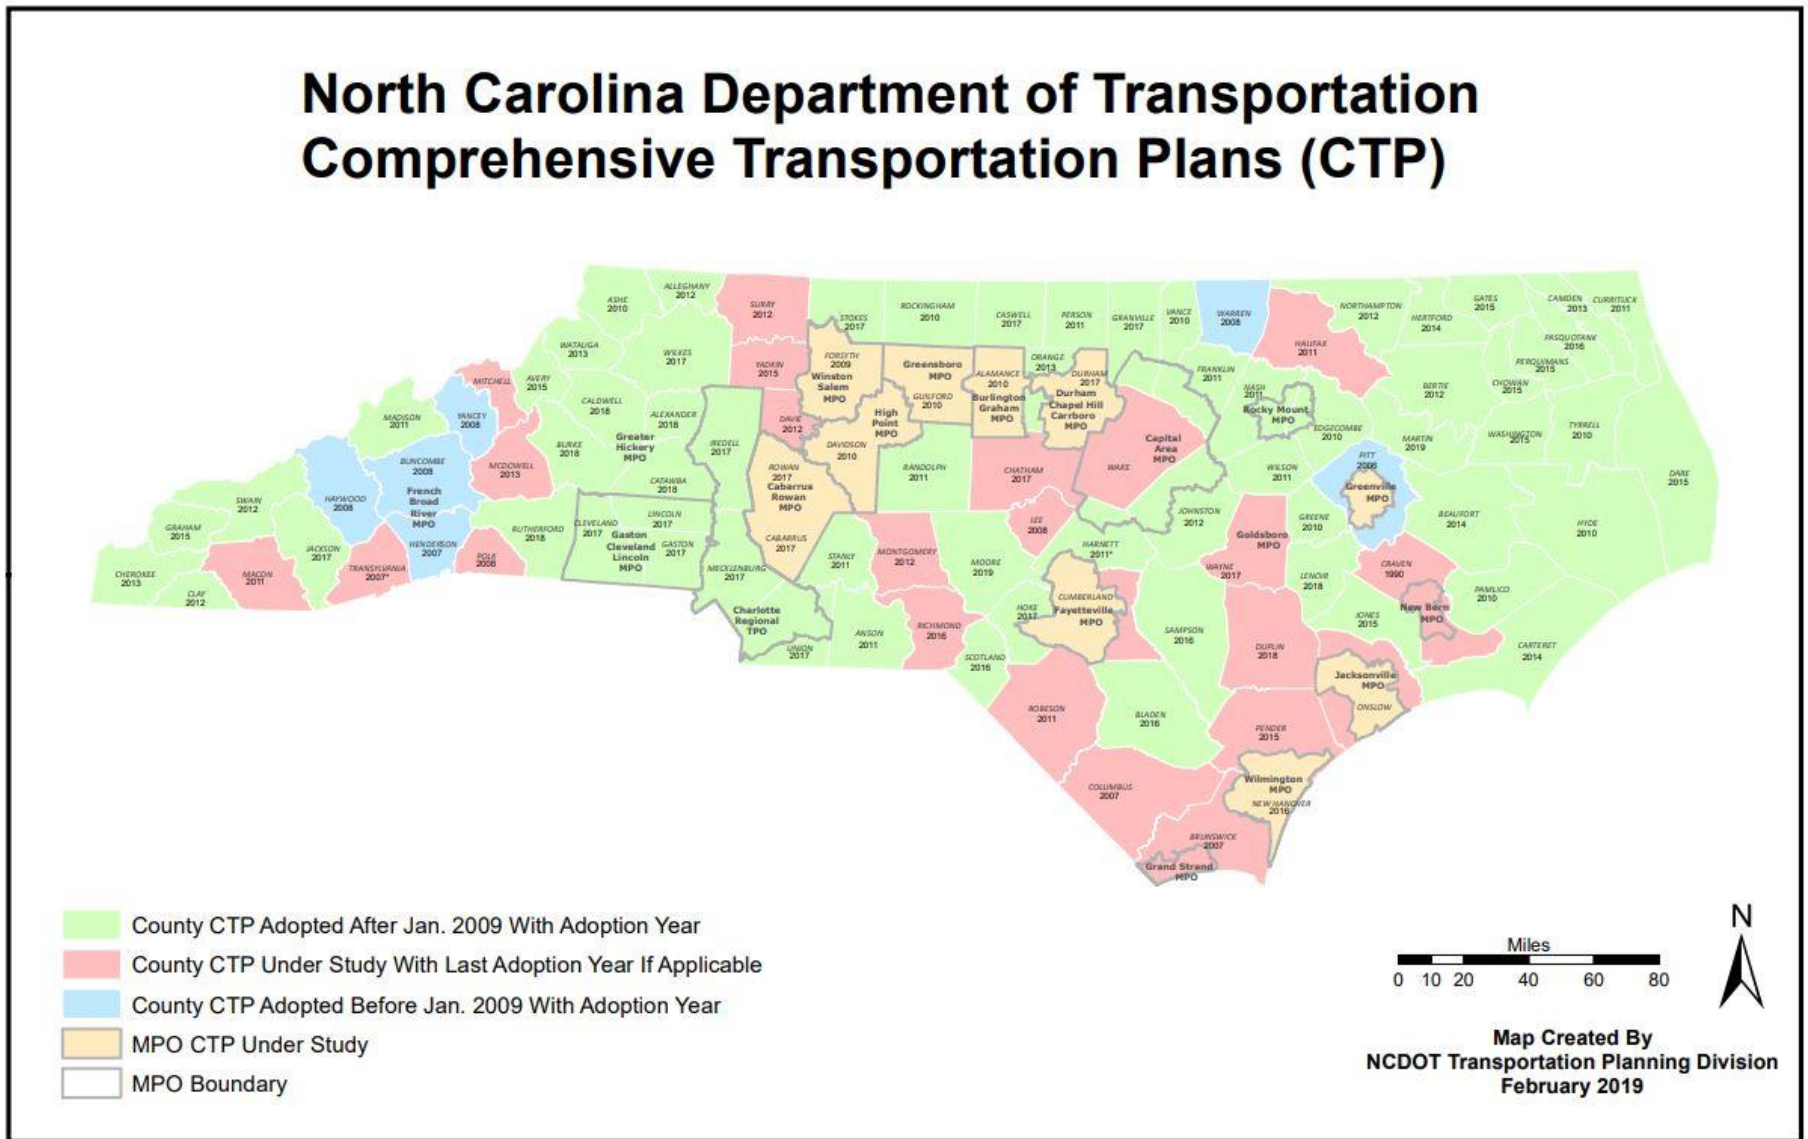 North Carolina Department of Transportation
Comprehensive Transportation Plans (CTP)
ASHE
2010
ALLEGHANY
2012
SURRY
2012
STOKES
2017
ROCKINGHAM
2010
CASWELL
2017
PERSON
2011
GRANVILLE
2017
VANCE
2010
WARREN
2008
HALIFAX
2011
NORTHAMPTON
2012
HERTFORD
2014
GATES
2015
CAMDEN
2013
CURRITUCK
2011
PASQUOTANK
2016
PERQUIMANS
2015
CHOWAN
2015
BERTIE
2012
WATAUGA
2013
WILKES
2017
YADKIN
2015
FORSYTH
2009
Winston
Salem
MPO
Greensboro
MPO
GUILFORD
2010
ALAMANCE
2010
Burlington
Graham
MPO
ORANGE
2013
DURHAM
2017
Durham
Chapel Hill
Carrboro
MPO
FRANKLIN
2011
NASH
2011
Rocky Mount
MPO
EDGECOMBE
2010
MARTIN
2019
WASHINGTON
2015
TYRRELL
2010
DARE
2015
MITCHELL
AVERY
2015
CALDWELL
2018
ALEXANDER
2018
IREDELL
2017
DAVIE
2012
High
Point
MPO
DAVIDSON
2010
MADISON
2011
YANCEY
2008
BURKE
2018
Greater
Hickory
MPO
CATAWBA
2018
ROWAN
2017
Cabarrus
Rowan
MPO
CABARRUS
2017
RANDOLPH
2011
CHATHAM
2017
WAKE
Capital
Area
MPO
WILSON
2011
PITT
2006
Greenville
MPO
BEAUFORT
2014
HYDE
2010
BUNCOMBE
2008
French
Broad
River
MPO
MCDOWELL
2013
HAYWOOD
2008
SWAIN
2012
GRAHAM
2015
CHEROKEE
2013
CLAY
2012
MACON
2011
JACKSON
2017
TRANSYLVANIA
2007*
HENDERSON
2007
POLK
2008
RUTHERFORD
2018
CLEVELAND
2017
Gaston
Cleveland
Lincoln
MPO
LINCOLN
2017
GASTON
2017
MECKLENBURG
2017
Charlotte
Regional
TPO
UNION
2017
STANLY
2011
ANSON
2011
MONTGOMERY
2012
RICHMOND
2016
MOORE
2019
LEE
2008
HARNETT
2011*
JOHNSTON
2012
Goldsboro
MPO
WAYNE
2017
GREENE
2010
LENOIR
2018
CRAVEN
1990
New Bern
MPO
PAMLICO
2010
JONES
2015
CARTERET
2014
HOKE
2017
CUMBERLAND
Fayetteville
MPO
SCOTLAND
2016
SAMPSON
2016
DUPLIN
2018
Jacksonville
MPO
ONSLOW
ROBESON
2011
BLADEN
2016
PENDER
2015
COLUMBUS
2007
Wilmington
MPO
NEW HANOVER
2016
BRUNSWICK
2007
Grand Strand
MPO
County CTP Adopted After Jan. 2009 With Adoption Year
County CTP Under Study With Last Adoption Year If Applicable
County CTP Adopted Before Jan. 2009 With Adoption Year
MPO CTP Under Study
MPO Boundary
Miles
0 10 20 40 60 80
N
Map Created By
NCDOT Transportation Planning Division
February 2019